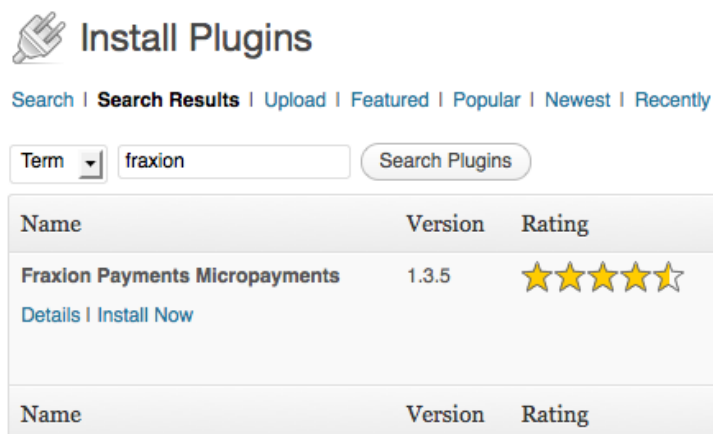 Install Plugins
Search | Search Results | Upload | Featured | Popular | Newest | Recently
Term fraxion Search Plugins
Name Version Rating
Fraxion Payments Micropayments 1.3.5
Details | Install Now
Name Version Rating